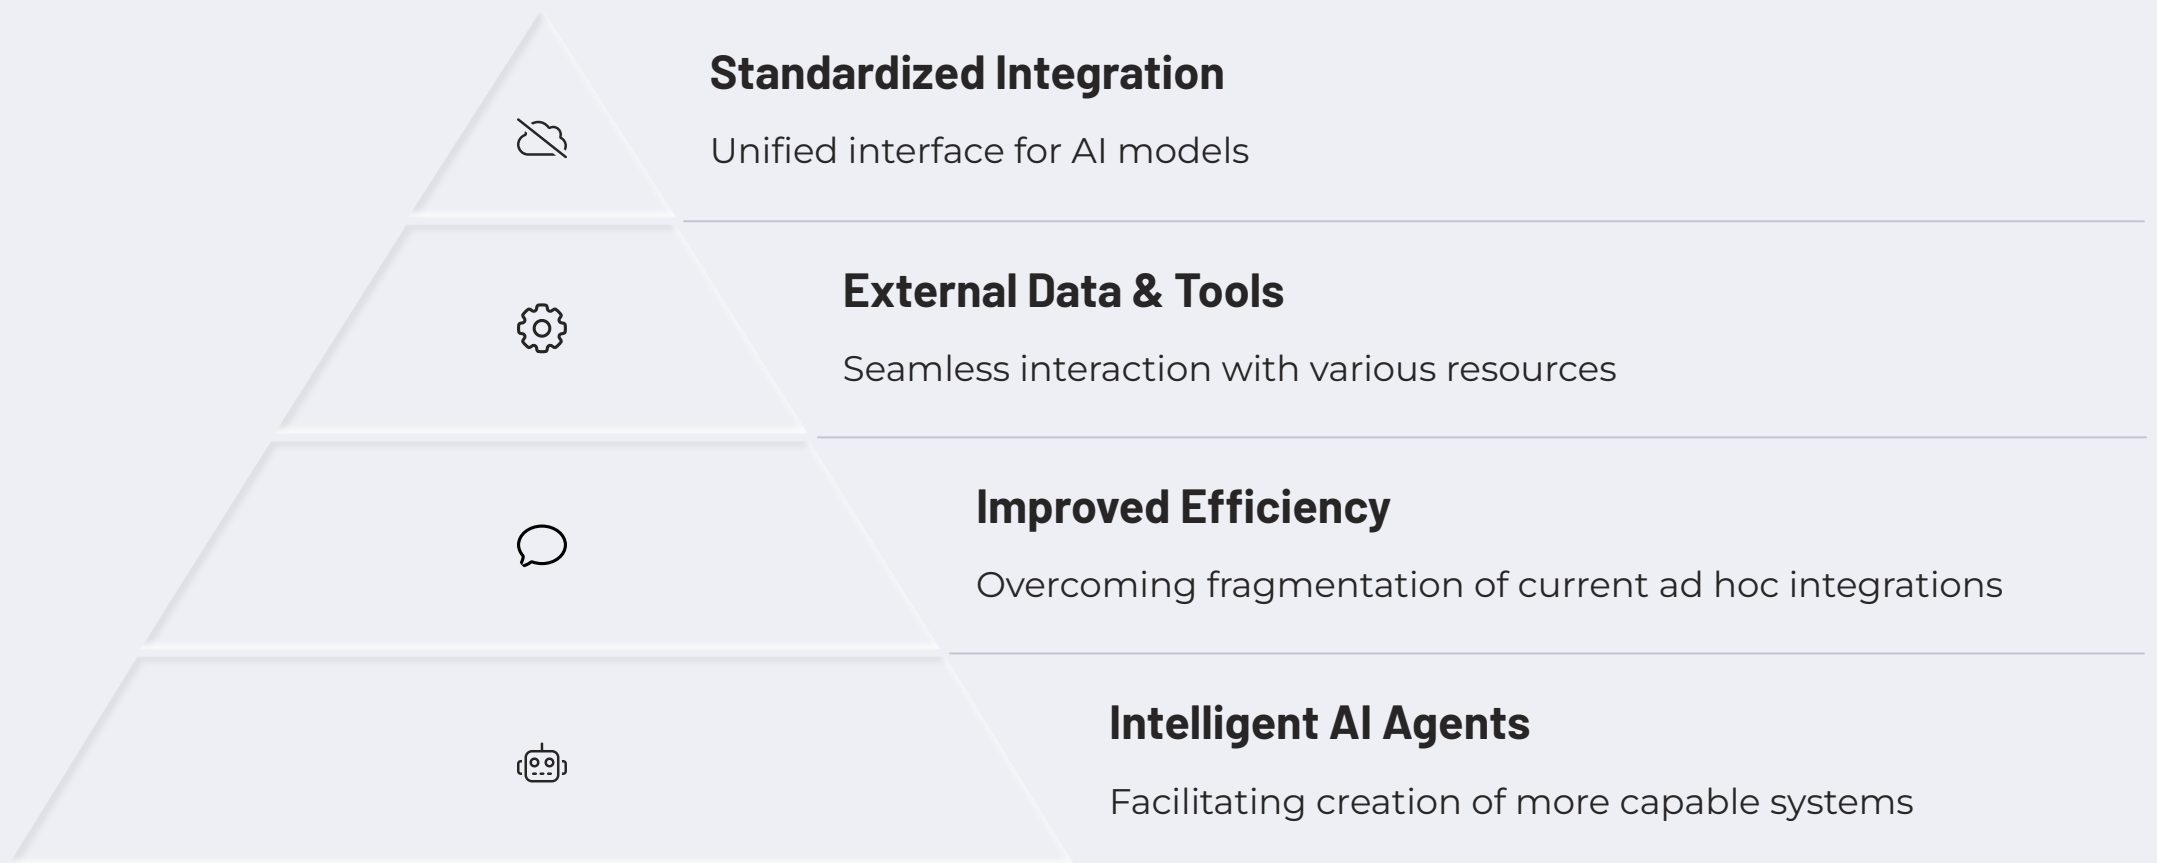 Standardized Integration
Unified interface for AI models
External Data & Tools
Seamless interaction with various resources
Improved Efficiency
Overcoming fragmentation of current ad hoc integrations
Intelligent AI Agents
Facilitating creation of more capable systems